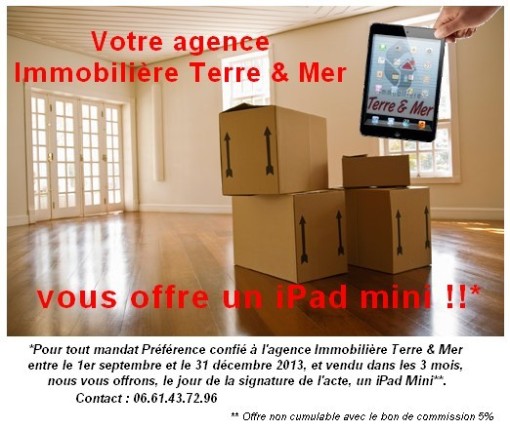 Votre agence
Immobilière Terre & Mer
Terre & Mer
vous offre un iPad mini !!*
*Pour tout mandat Préférence confié à l'agence Immobilière Terre & Mer
entre le 1er septembre et le 31 décembre 2013, et vendu dans les 3 mois,
nous vous offrons, le jour de la signature de l'acte, un iPad Mini**.
Contact : 06.61.43.72.96
** Offre non cumulable avec le bon de commission 5%